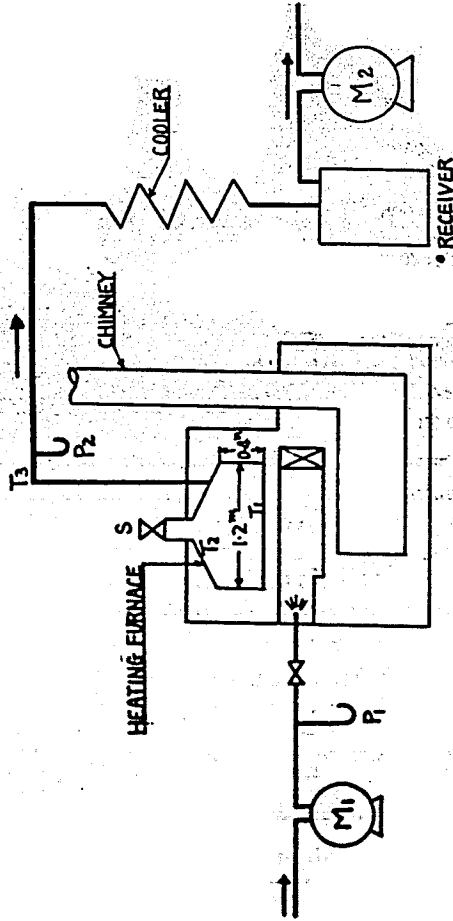 COOLER
CHIMNEY
T3
P2
S
HEATING FURNACE
T2
1.2m
0.4m
T1
M2
RECEIVER
P1
M1